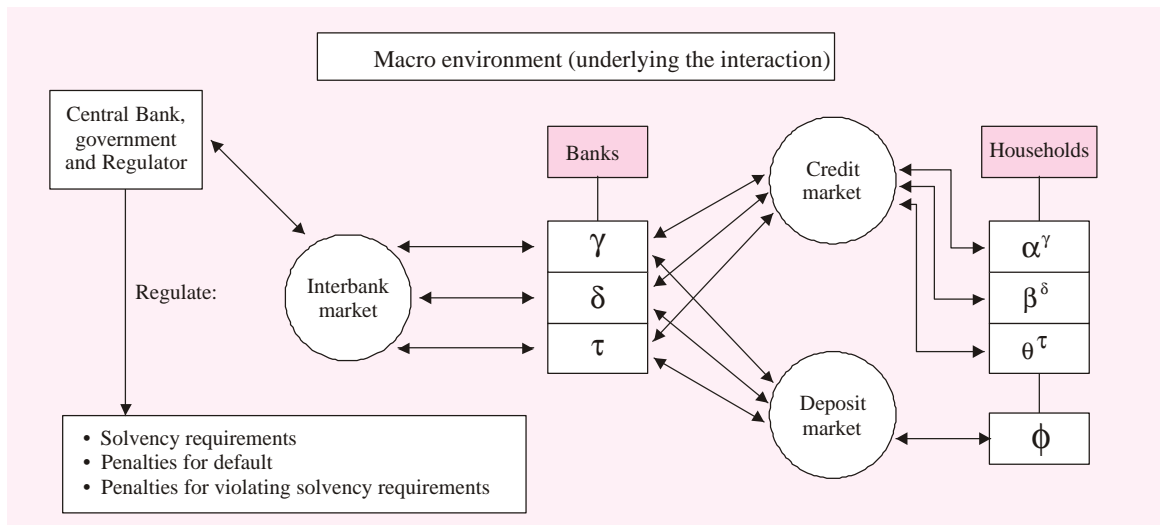 Macro environment (underlying the interaction)
Central Bank,
government
and Regulator
Banks
Credit
market
Households
γ
δ
τ
α^γ
β^δ
θ^τ
Interbank
market
Regulate:
Deposit
market
ϕ
• Solvency requirements
• Penalties for default
• Penalties for violating solvency requirements